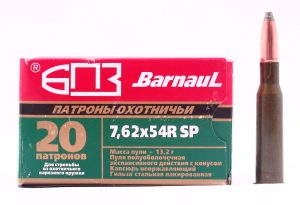 ® БПЗ Barnaul
ПАТРОНЫ ОХОТНИЧЬИ
20
ПАТРОНОВ
Для стрельбы
из охотничьего
нарезного оружия
7,62x54R SP
Масса пули - 13,2 г
Пуля полуоболочечная
экспансивного действия с конусом
Капсюль неоржавляющий
Гильза стальная лакированная